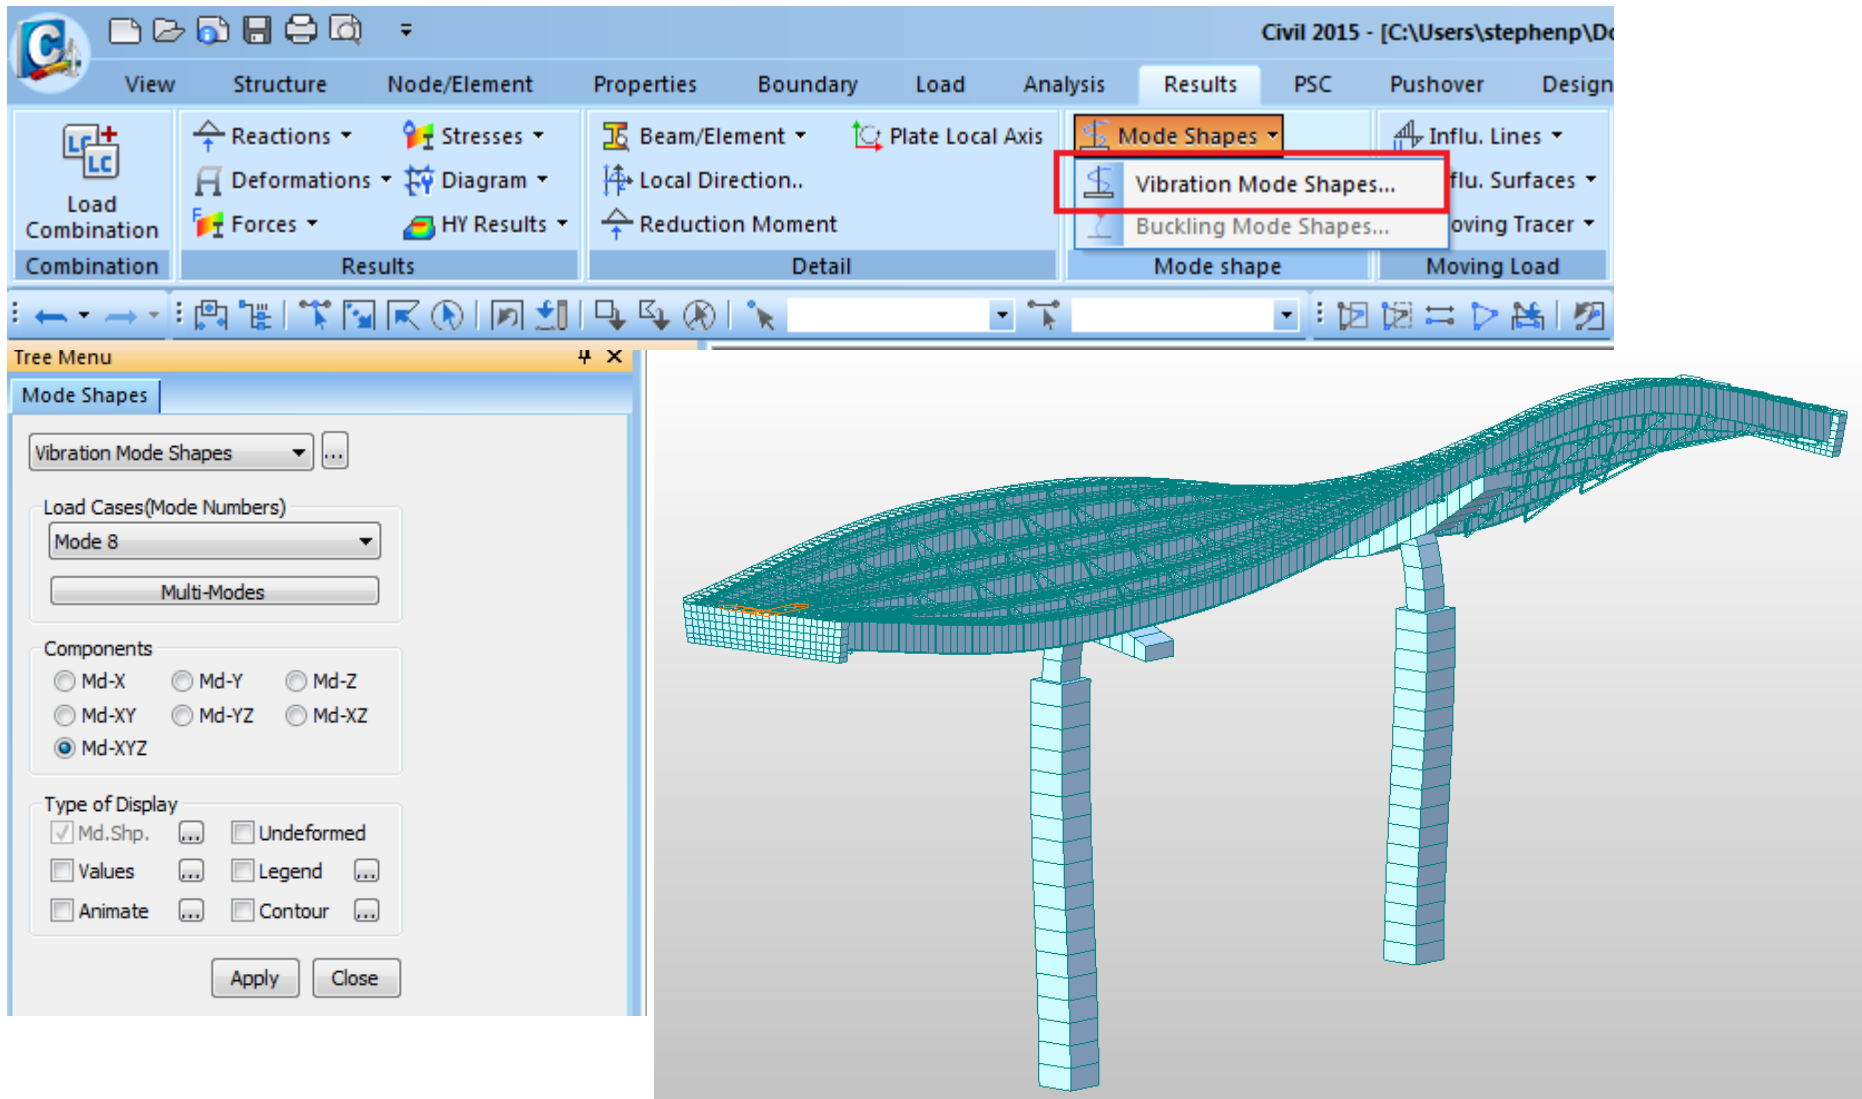 Civil 2015 - [C:\Users\stephenp\Do
View Structure Node/Element Properties Boundary Load Analysis Results PSC Pushover Design
Reactions Stresses Beam/Element Plate Local Axis Mode Shapes Influ. Lines
Deformations Diagram Local Direction.. Vibration Mode Shapes... flu. Surfaces
Load
Combination
Forces HY Results Reduction Moment Buckling Mode Shapes... oving Tracer
Combination Results Detail Mode shape Moving Load
Tree Menu
Mode Shapes
Vibration Mode Shapes ...
Load Cases(Mode Numbers)
Mode 8
Multi-Modes
Components
Md-X Md-Y Md-Z
Md-XY Md-YZ Md-XZ
Md-XYZ
Type of Display
Md.Shp. ... Undeformed
Values ... Legend ...
Animate ... Contour ...
Apply Close